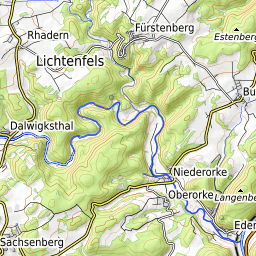 Rhadern
Fürstenberg
Estenberg
Lichtenfels
Bu
Dalwigksthal
Niederorke
Oberorke
Langenbe
Eder
Sachsenberg